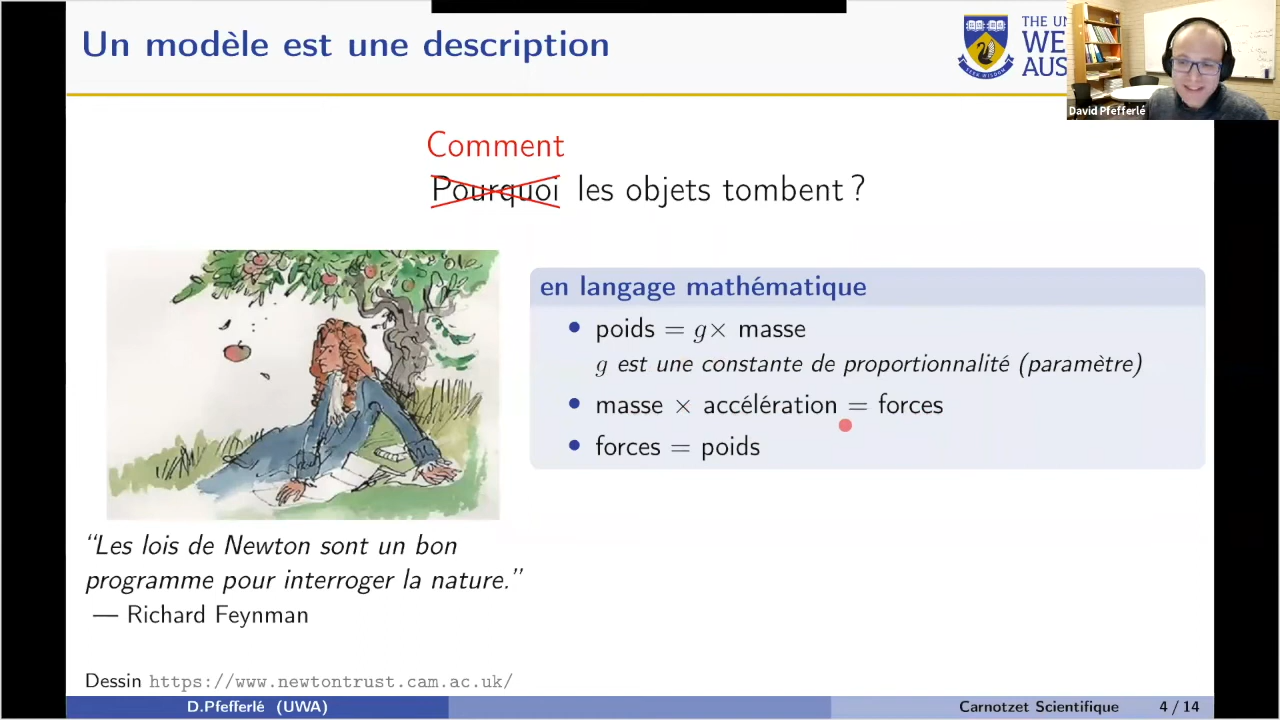 Un modèle est une description
THE UN
WE
AUS
David Pfefferlé
Comment
Pourquoi les objets tombent ?
en langage mathématique
• poids = g× masse
g est une constante de proportionnalité (paramètre)
• masse × accélération = forces
• forces = poids
“Les lois de Newton sont un bon
programme pour interroger la nature.”
— Richard Feynman
Dessin https://www.newtontrust.cam.ac.uk/
D.Pfefferlé (UWA)
Carnotzet Scientifique
4 / 14